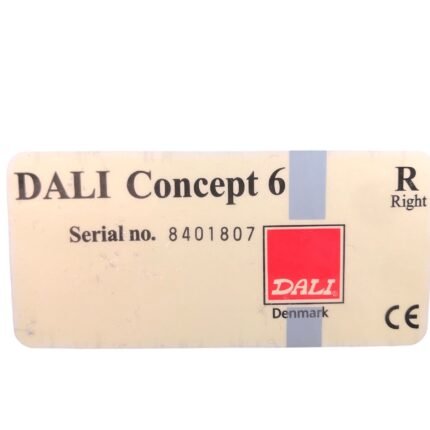 DALI Concept 6 R
Right
Serial no. 8401807
DALI®
Denmark
CE